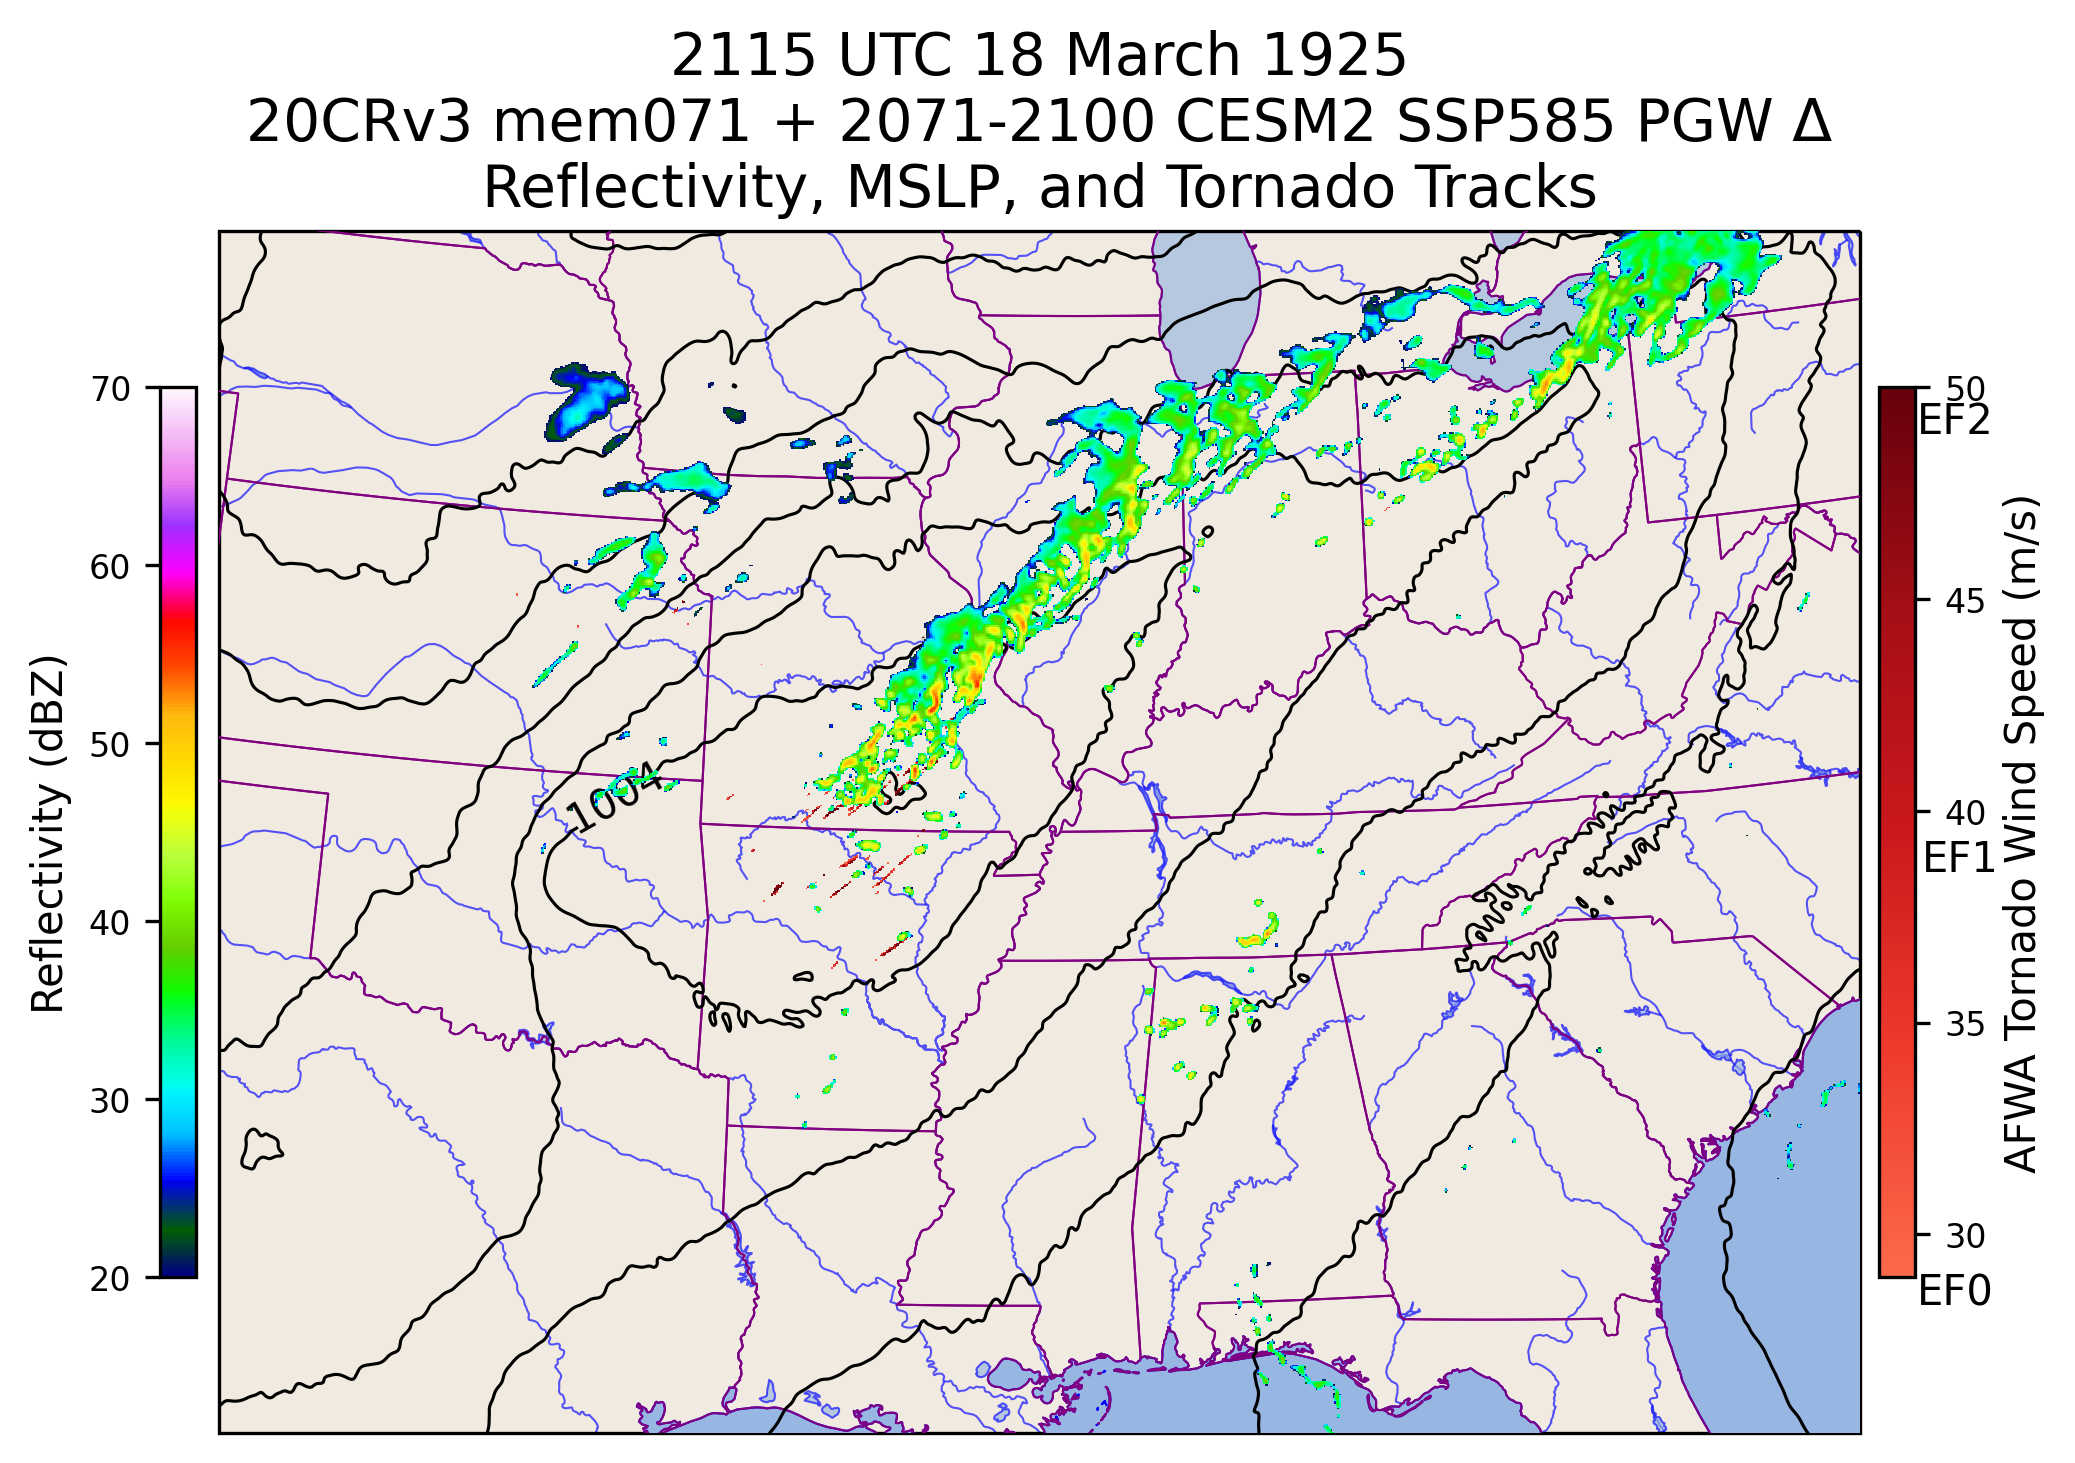 2115 UTC 18 March 1925
20CRv3 mem071 + 2071-2100 CESM2 SSP585 PGW Δ
Reflectivity, MSLP, and Tornado Tracks
70
60
50
40
30
20
Reflectivity (dBZ)
1004
50
EF2
45
40
EF1
35
30
EF0
AFWA Tornado Wind Speed (m/s)